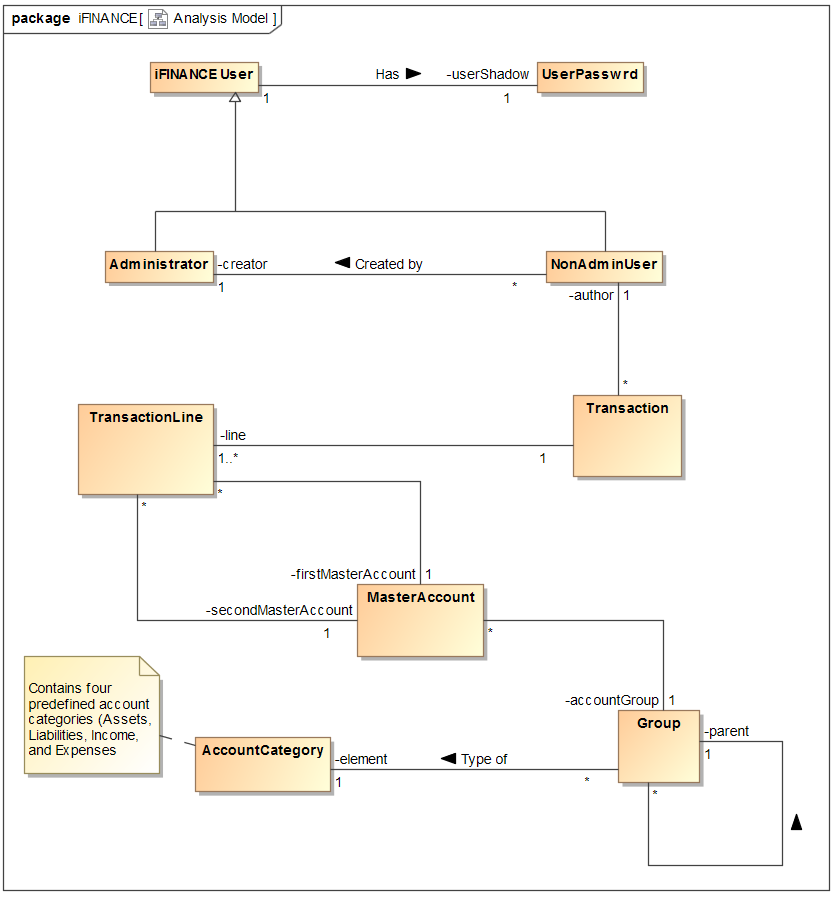 package iFINANCE[ Analysis Model ]
iFINANCEUser
Has
-userShadow
UserPasswrd
1
1
Administrator
-creator
Created by
NonAdminUser
1
*
-author
1
*
TransactionLine
Transaction
-line
1..*
1
*
*
-firstMasterAccount
1
MasterAccount
-secondMasterAccount
1
*
Contains four
predefined account
categories (Assets,
Liabilities, Income,
and Expenses
-accountGroup
1
Group
-parent
1
AccountCategory
-element
Type of
1
*
*